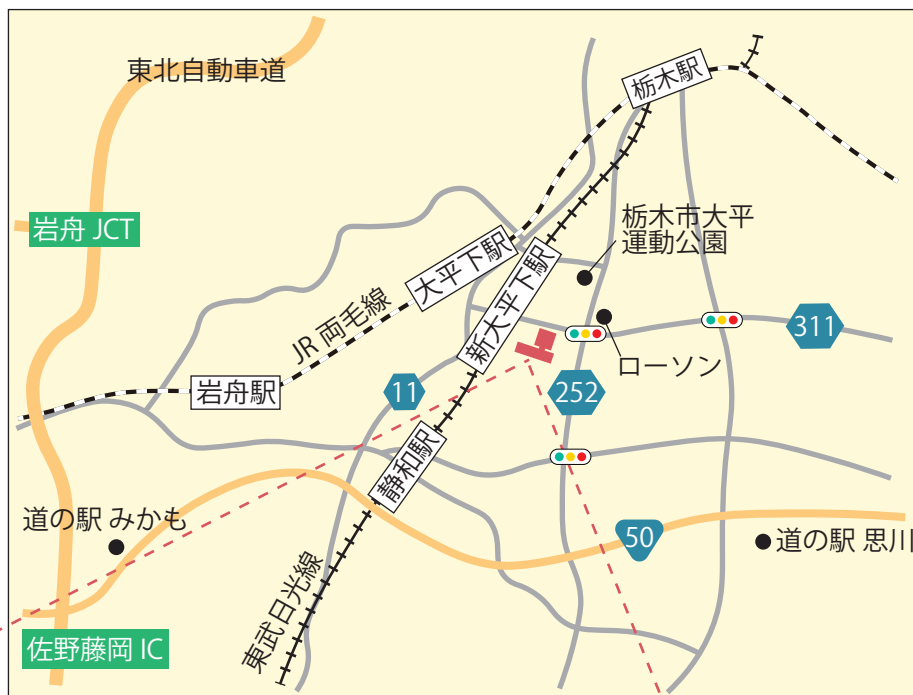 東北自動車道
栃木駅
岩舟 JCT
栃木市大平
運動公園
大平下駅
新大平下駅
JR 両毛線
311
ローソン
岩舟駅
11
252
静和駅
道の駅 みかも
50
道の駅 思川
東武日光線
佐野藤岡 IC